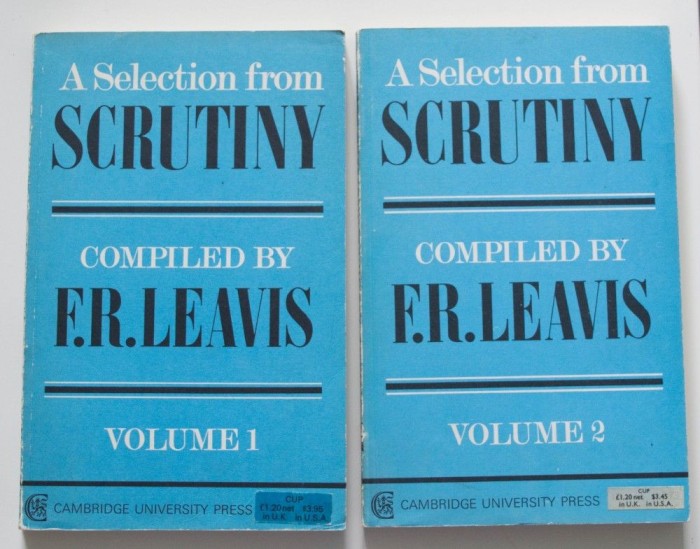 A Selection from
SCRUTINY
COMPILED BY
F.R.LEAVIS
VOLUME 1
CAMBRIDGE UNIVERSITY PRESS
CUP
£1.20 net
in U.K. in U.S.A.
A Selection from
SCRUTINY
COMPILED BY
F.R.LEAVIS
VOLUME 2
CAMBRIDGE UNIVERSITY PRESS
CUP
£1.20 net $3.45
in U.K. in U.S.A.